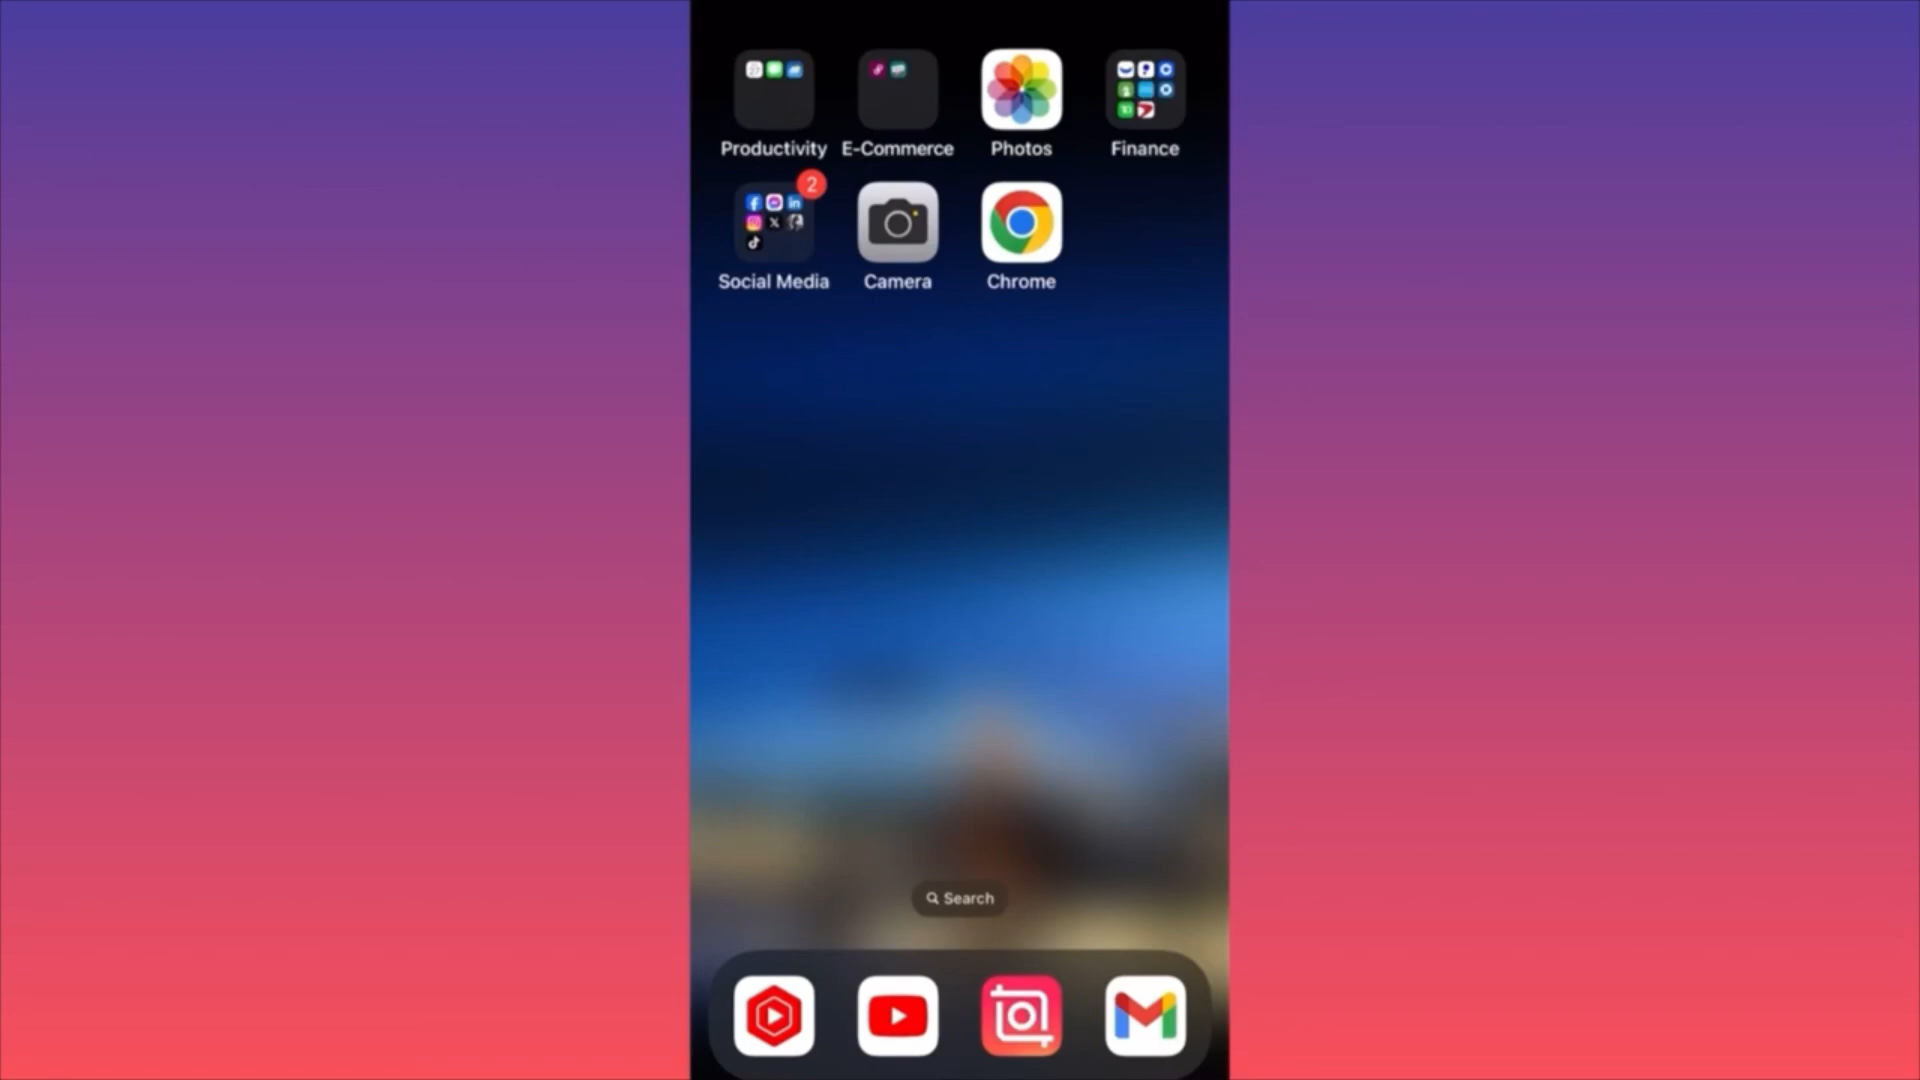 Productivity
E-Commerce
Photos
Finance
2
Social Media
Camera
Chrome
Search